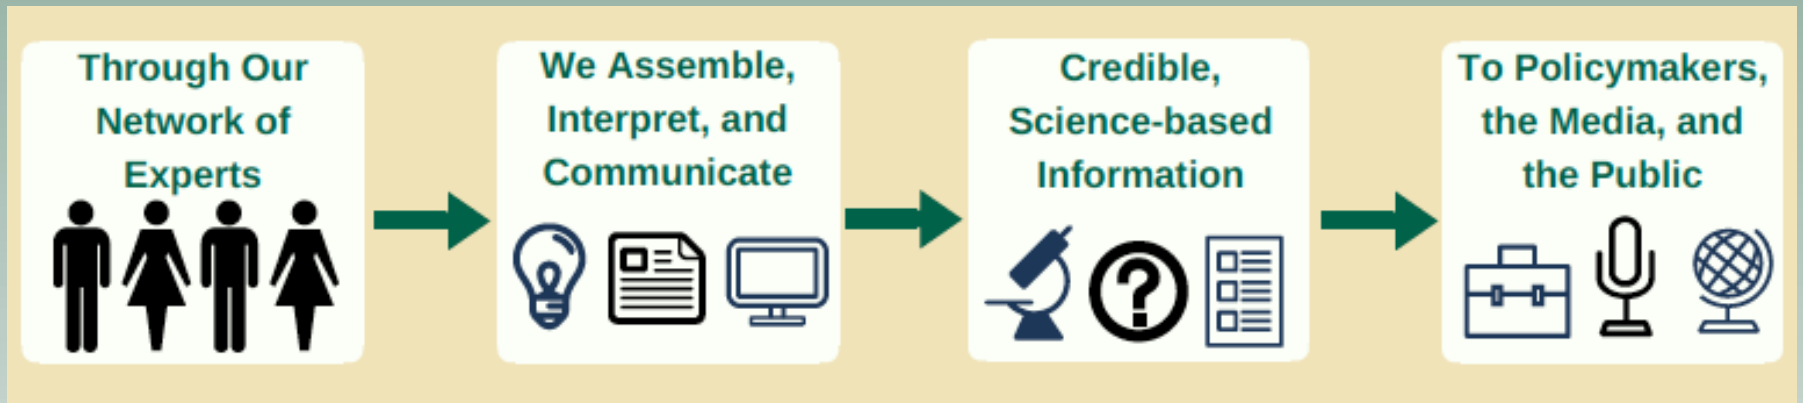 Through Our
Network of
Experts
We Assemble,
Interpret, and
Communicate
Credible,
Science-based
Information
To Policymakers,
the Media, and
the Public